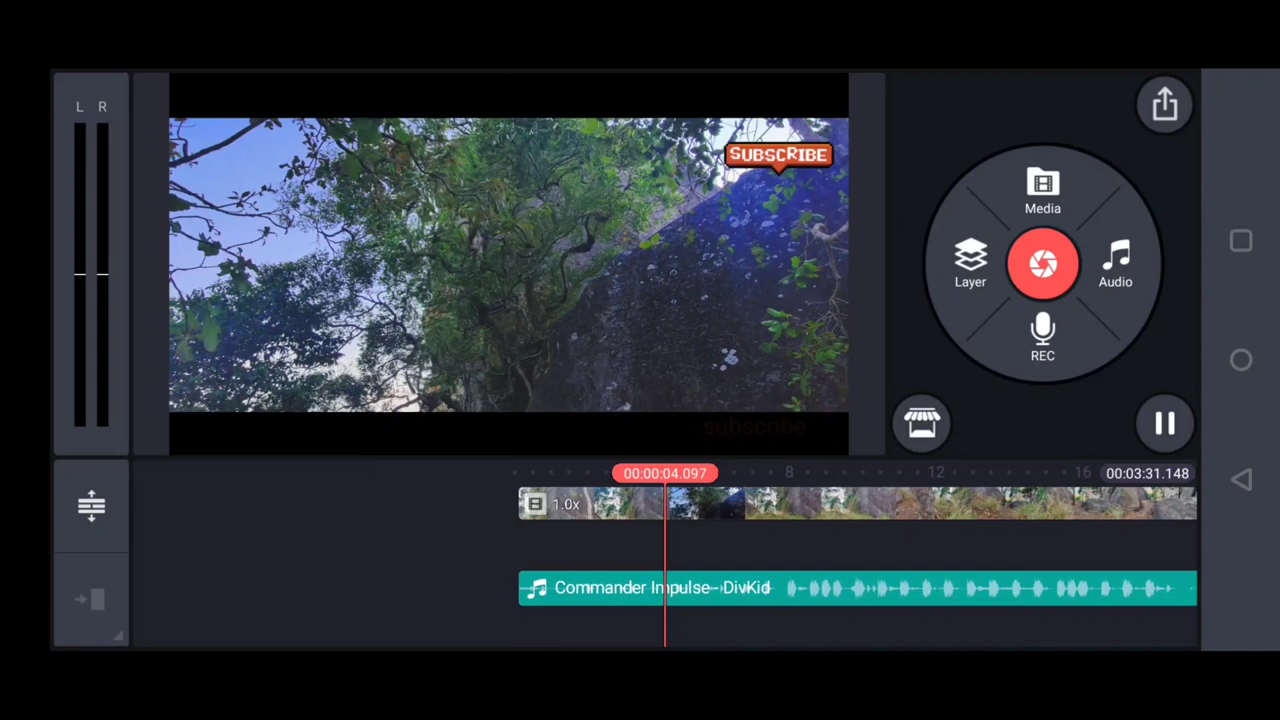 L R
SUBSCRIBE
Media
Layer
Audio
REC
subscribe
00:00:04.097
8
12
16
00:03:31.148
1.0x
Commander Impulse - DivKid